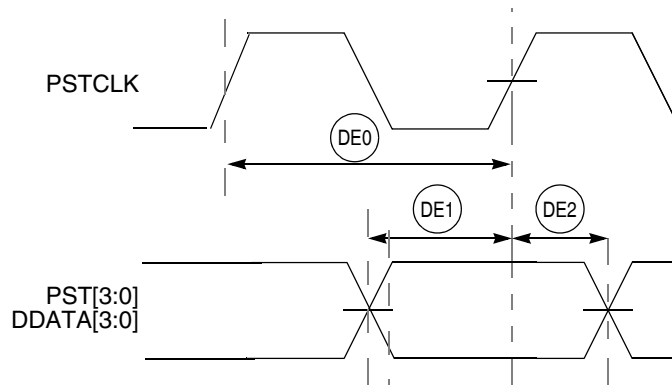 PSTCLK
DE0
DE1
DE2
PST[3:0]
DDATA[3:0]